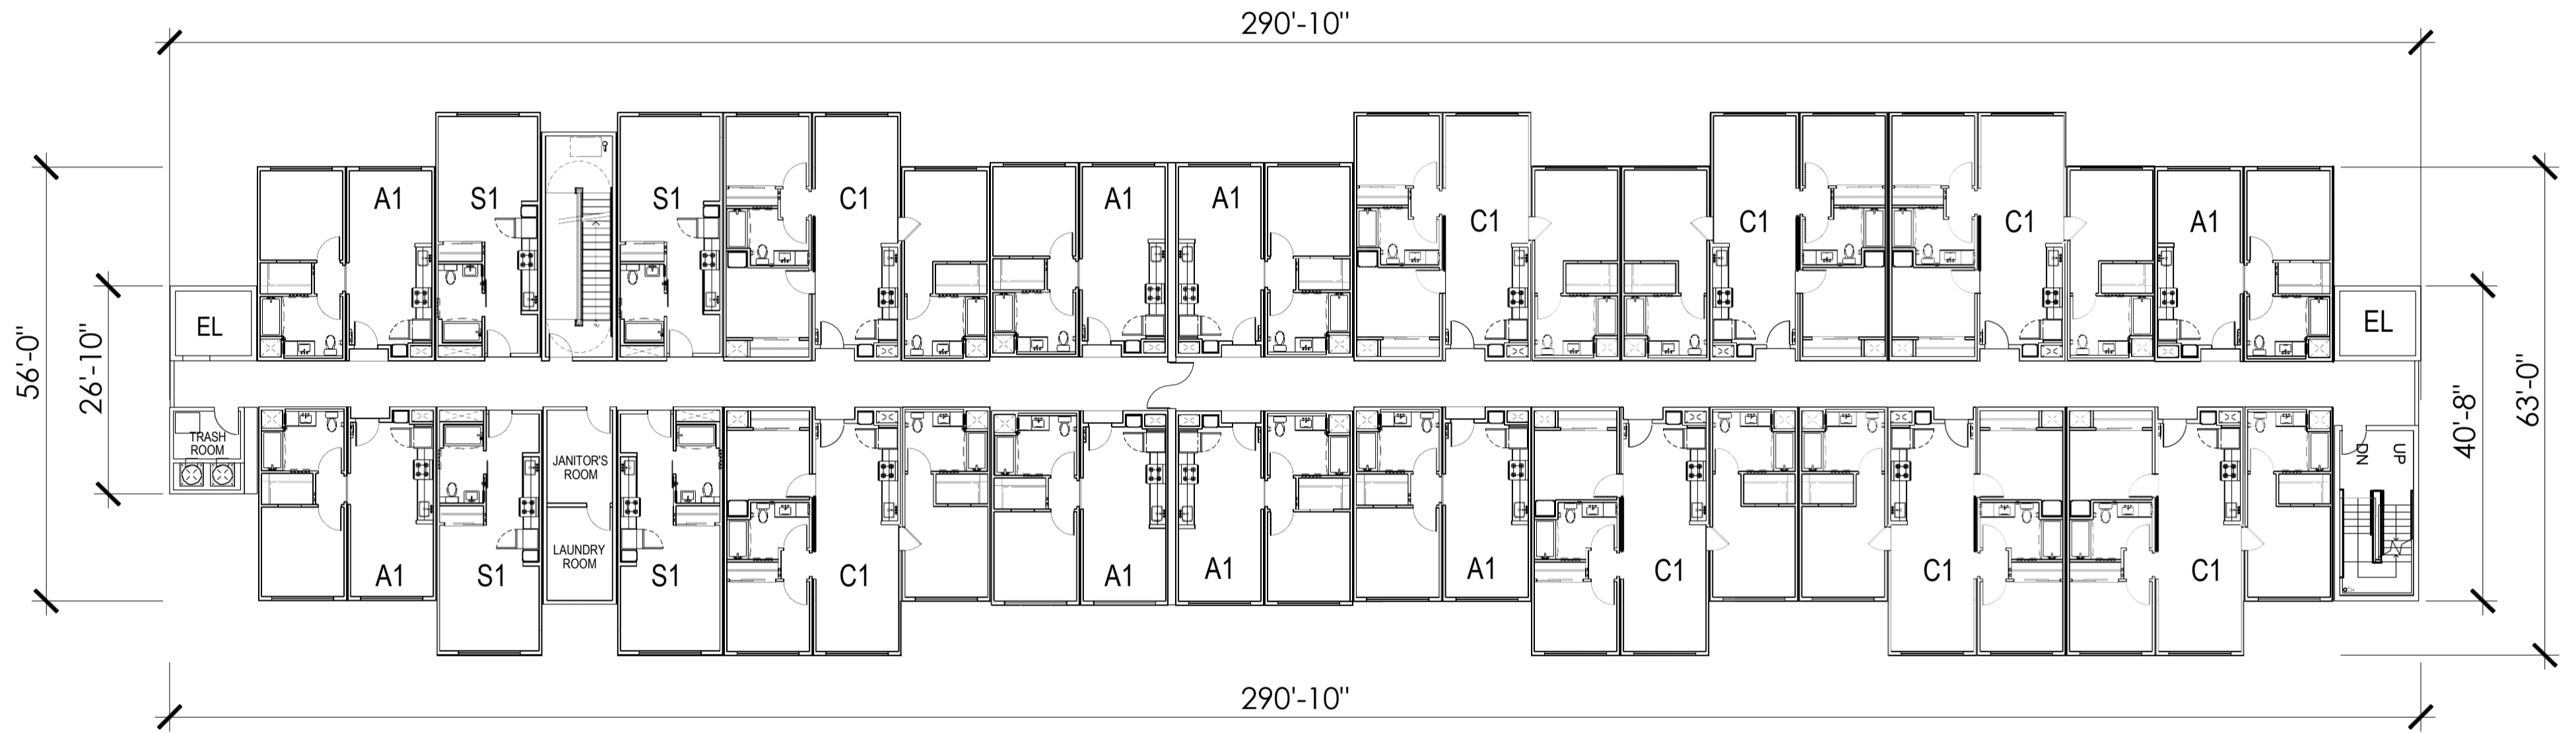 290'-10"
A1
S1
S1
C1
A1
A1
C1
C1
C1
A1
EL
EL
56'-0"
26'-10"
40'-8"
63'-0"
TRASH
ROOM
JANITOR'S
ROOM
LAUNDRY
ROOM
DN
UP
A1
S1
S1
C1
A1
A1
A1
C1
C1
C1
290'-10"